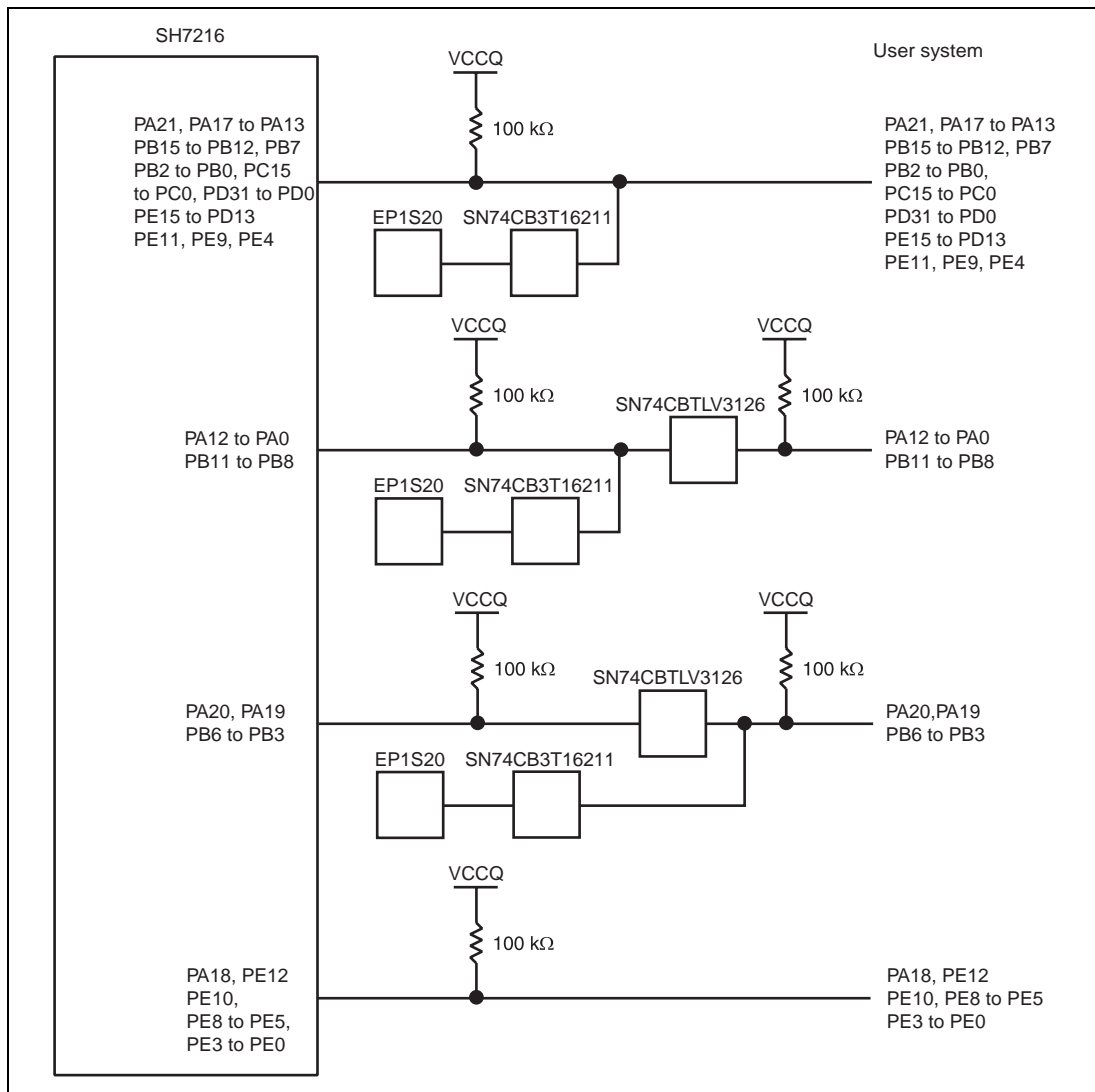 SH7216
User system
VCCQ
100 kΩ
PA21, PA17 to PA13
PB15 to PB12, PB7
PB2 to PB0, PC15
to PC0, PD31 to PD0
PE15 to PD13
PE11, PE9, PE4
PA21, PA17 to PA13
PB15 to PB12, PB7
PB2 to PB0,
PC15 to PC0
PD31 to PD0
PE15 to PD13
PE11, PE9, PE4
EP1S20
SN74CB3T16211
VCCQ
VCCQ
100 kΩ
100 kΩ
SN74CBTLV3126
PA12 to PA0
PB11 to PB8
PA12 to PA0
PB11 to PB8
EP1S20
SN74CB3T16211
VCCQ
VCCQ
100 kΩ
100 kΩ
SN74CBTLV3126
PA20, PA19
PB6 to PB3
PA20,PA19
PB6 to PB3
EP1S20
SN74CB3T16211
VCCQ
100 kΩ
PA18, PE12
PE10,
PE8 to PE5,
PE3 to PE0
PA18, PE12
PE10, PE8 to PE5
PE3 to PE0